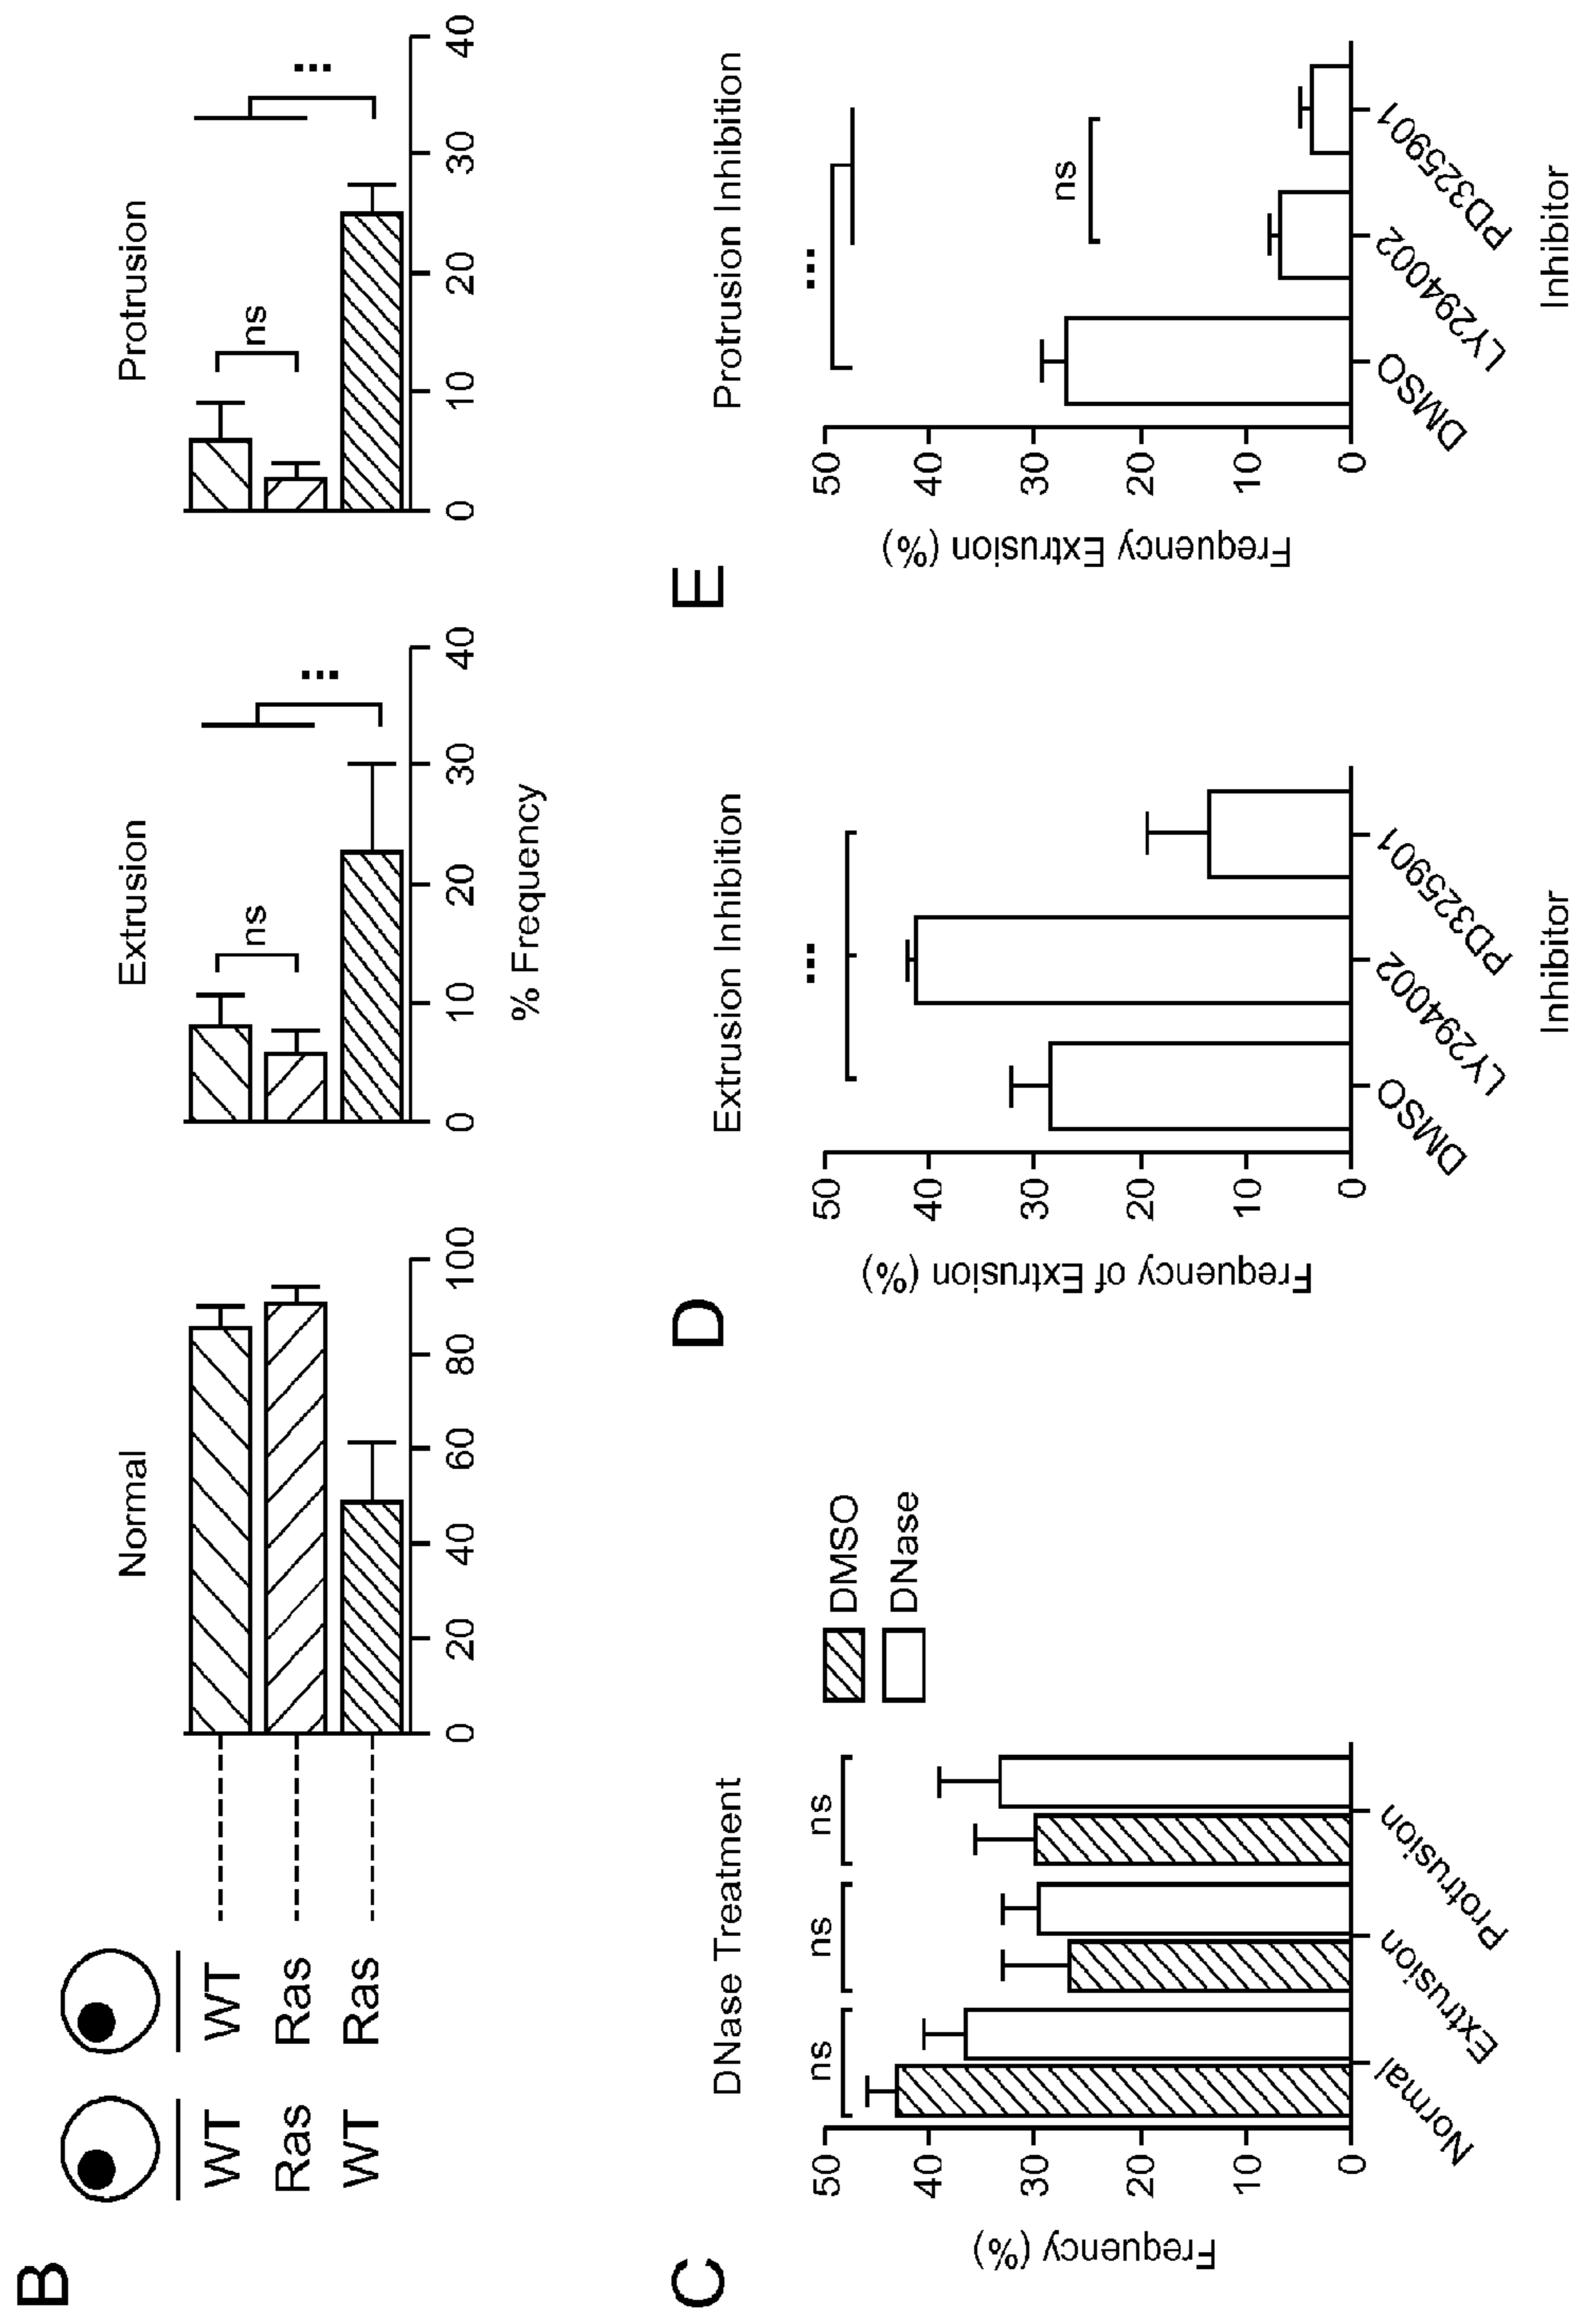 B
Normal
Extrusion
Protrusion
WT WT
Ras Ras
WT Ras
ns
...
ns
...
0 20 40 60 80 100
0 10 20 30 40
0 10 20 30 40
% Frequency
C
DNase Treatment
DMSO
DNase
ns
ns
ns
Frequency (%)
50
40
30
20
10
0
Normal
Extrusion
Protrusion
D
Extrusion Inhibition
...
Frequency of Extrusion (%)
50
40
30
20
10
0
DMSO
LY294002
PD325901
Inhibitor
E
Protrusion Inhibition
...
ns
Frequency Extrusion (%)
50
40
30
20
10
0
DMSO
LY294002
PD325901
Inhibitor